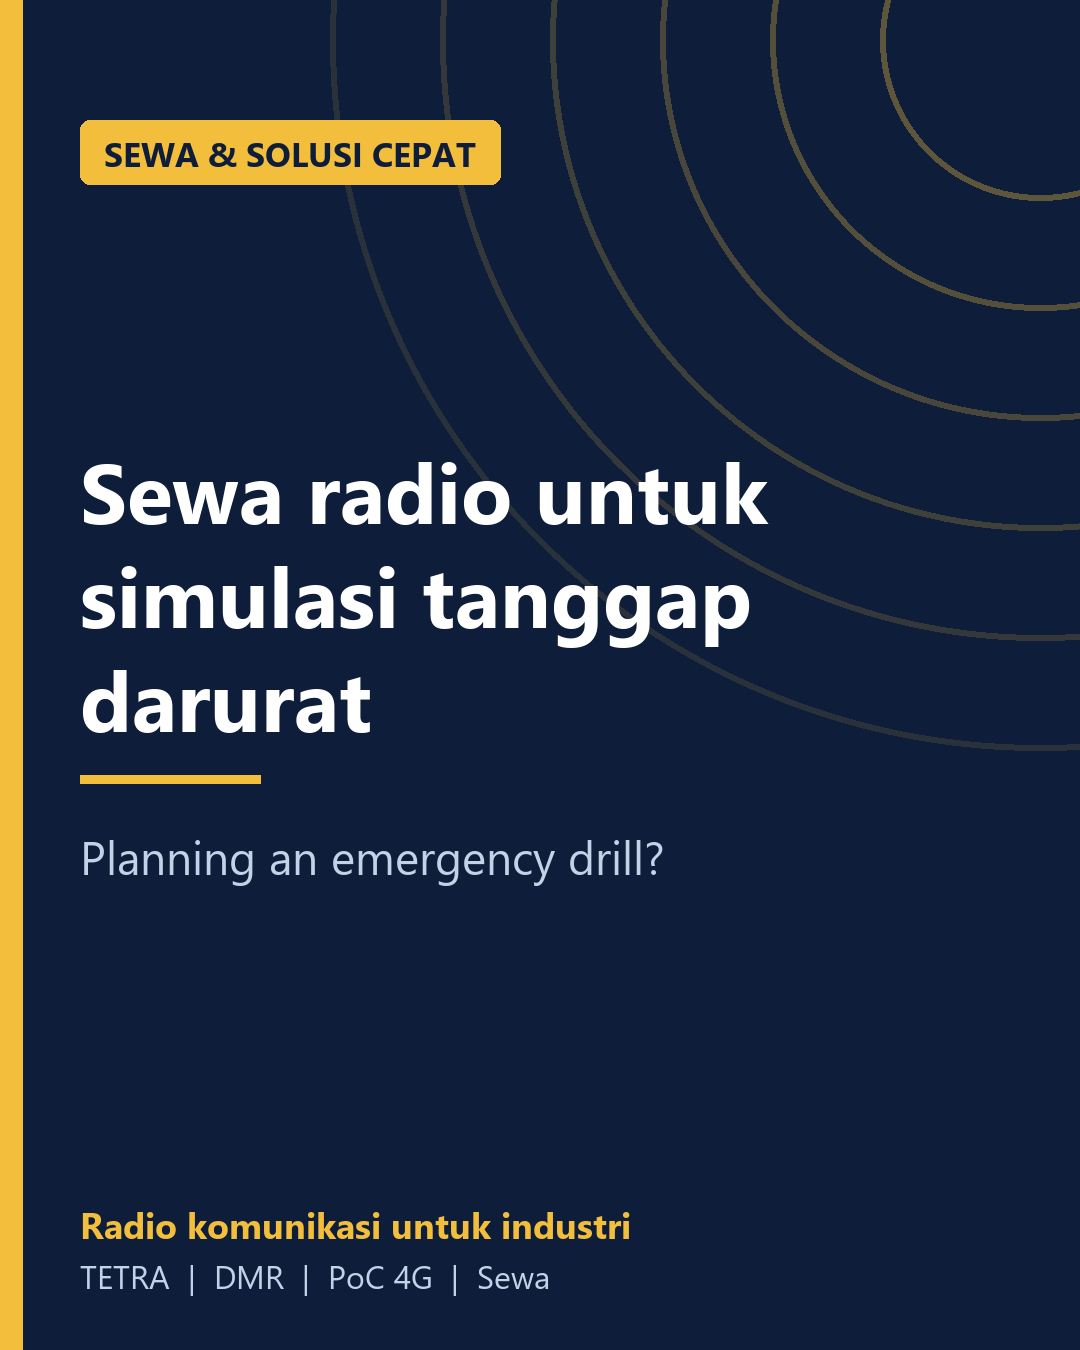 SEWA & SOLUSI CEPAT
Sewa radio untuk
simulasi tanggap
darurat
Planning an emergency drill?
Radio komunikasi untuk industri
TETRA | DMR | PoC 4G | Sewa